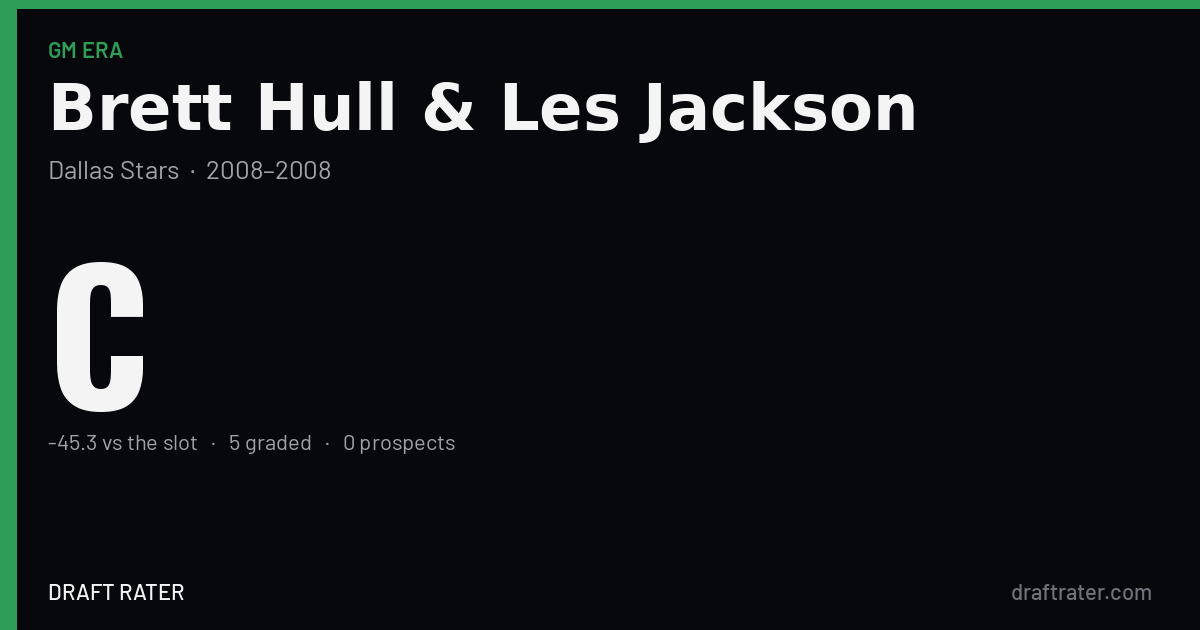 GM ERA
Brett Hull & Les Jackson
Dallas Stars · 2008–2008
C
-45.3 vs the slot · 5 graded · 0 prospects
DRAFT RATER
draftrater.com